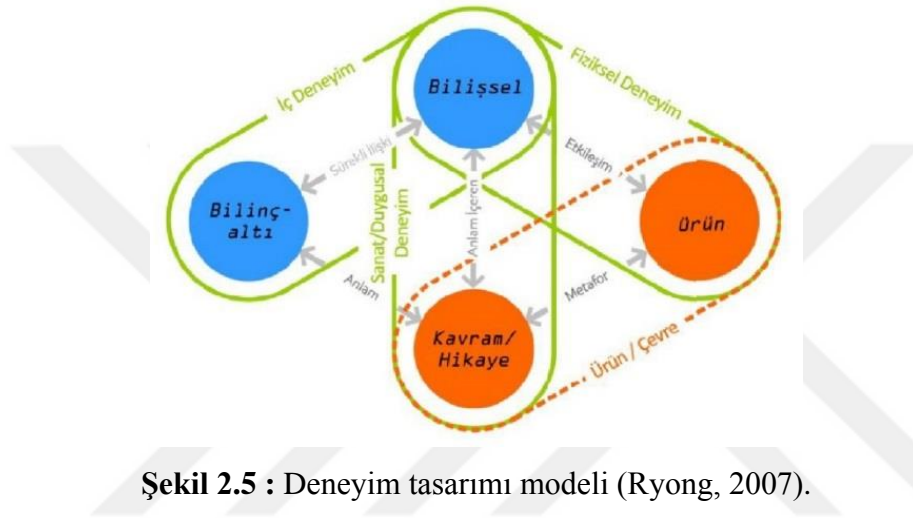 Bilişsel
İç Deneyim
Fiziksel Deneyim
Sürekli İlişki
Etkileşim
Bilinç-
altı
Sanat/Duygusal
Deneyim
Anlam İçeren
Ürün
Anlam
Metafor
Kavram/
Hikaye
Ürün / Çevre
Şekil 2.5 : Deneyim tasarımı modeli (Ryong, 2007).